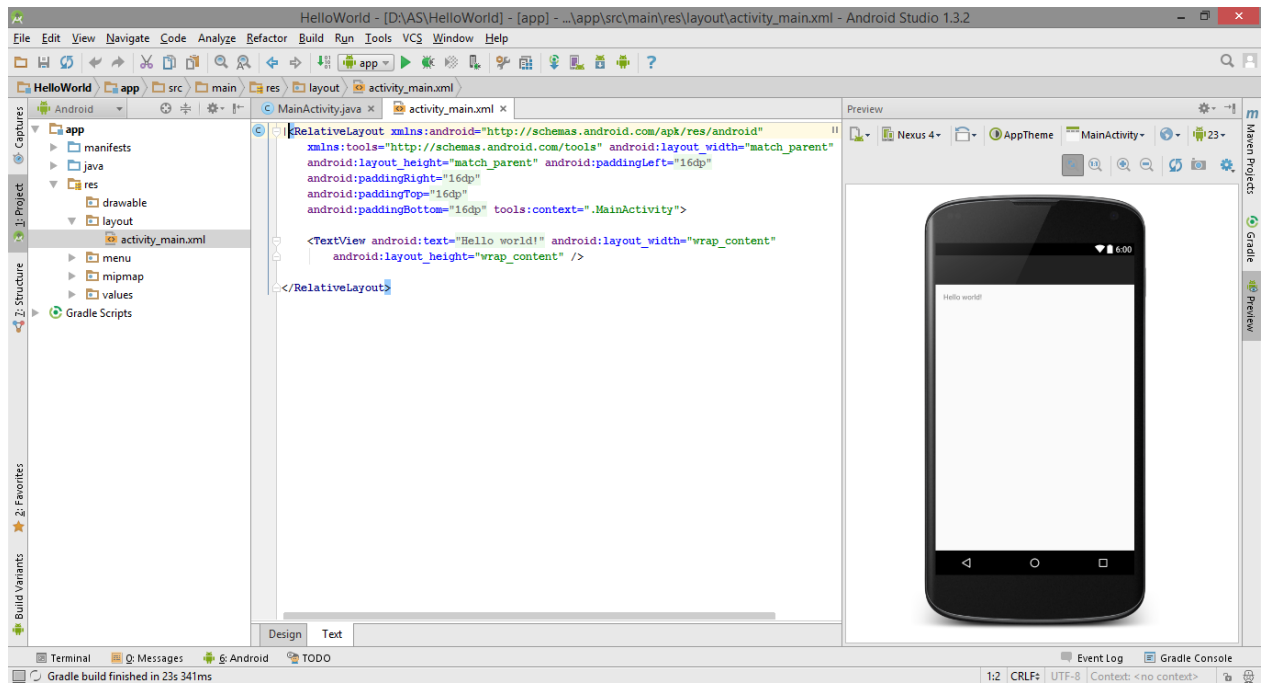 HelloWorld - [D:\AS\HelloWorld] - [app] - ...\app\src\main\res\layout\activity_main.xml - Android Studio 1.3.2
File Edit View Navigate Code Analyze Refactor Build Run Tools VCS Window Help
app
HelloWorld app src main res layout activity_main.xml
Captures
1: Project
7: Structure
2: Favorites
Build Variants
Android
app
manifests
java
res
drawable
layout
activity_main.xml
menu
mipmap
values
Gradle Scripts
MainActivity.java activity_main.xml
<RelativeLayout xmlns:android="http://schemas.android.com/apk/res/android"
xmlns:tools="http://schemas.android.com/tools" android:layout_width="match_parent"
android:layout_height="match_parent" android:paddingLeft="16dp"
android:paddingRight="16dp"
android:paddingTop="16dp"
android:paddingBottom="16dp" tools:context=".MainActivity">
<TextView android:text="Hello world!" android:layout_width="wrap_content"
android:layout_height="wrap_content" />
</RelativeLayout>
Design Text
Preview
Nexus 4 AppTheme MainActivity 23
1:1
6:00
Hello world!
m Maven Projects
Gradle
Preview
Terminal 0: Messages 6: Android TODO Event Log Gradle Console
Gradle build finished in 23s 341ms 1:2 CRLF UTF-8 Context: <no context>